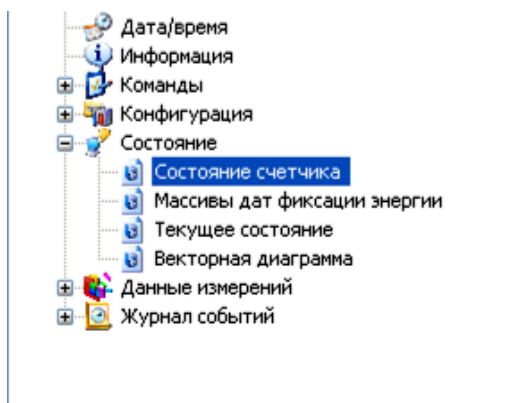 Дата/время
Информация
Команды
Конфигурация
Состояние
Состояние счетчика
Массивы дат фиксации энергии
Текущее состояние
Векторная диаграмма
Данные измерений
Журнал событий